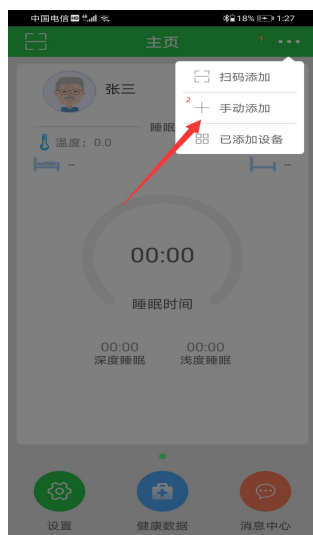 中国电信 HD 4G 18% 1:27
主页 1
扫码添加
张三
2 手动添加
睡眠
温度: 0.0
已添加设备
-- --
00:00
睡眠时间
00:00 00:00
深度睡眠 浅度睡眠
设置 健康数据 消息中心